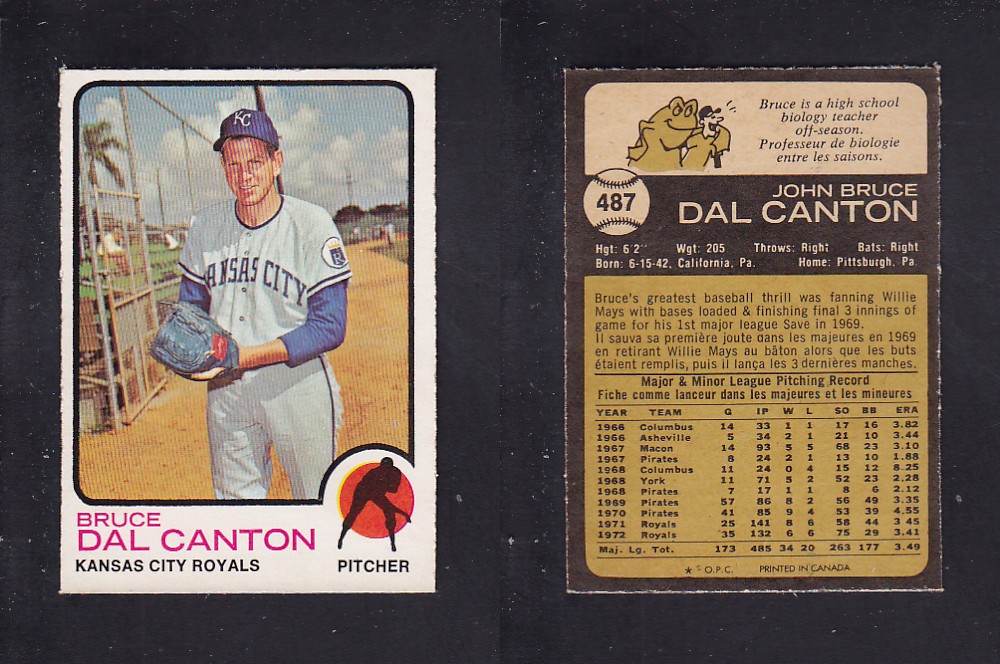 KC
KANSAS CITY
R
BRUCE
DAL CANTON
KANSAS CITY ROYALS
PITCHER
Bruce is a high school
biology teacher
off-season.
Professeur de biologie
entre les saisons.
487
JOHN BRUCE
DAL CANTON
Hgt: 6'2" Wgt: 205 Throws: Right Bats: Right
Born: 6-15-42, California, Pa. Home: Pittsburgh, Pa.
Bruce's greatest baseball thrill was fanning Willie
Mays with bases loaded & finishing final 3 innings of
game for his 1st major league Save in 1969.
Il sauva sa première joute dans les majeures en 1969
en retirant Willie Mays au bâton alors que les buts
étaient remplis, puis il lança les 3 dernières manches.
Major & Minor League Pitching Record
Fiche comme lanceur dans les majeures et les mineures
YEAR TEAM G IP W L SO BB ERA
1966 Columbus 14 33 1 1 17 16 3.82
1966 Asheville 5 34 2 1 21 10 3.44
1967 Macon 14 93 5 5 68 23 3.10
1967 Pirates 8 24 2 1 13 10 1.88
1968 Columbus 11 24 0 4 15 12 8.25
1968 York 11 71 5 2 52 23 2.28
1968 Pirates 7 17 1 1 8 6 2.12
1969 Pirates 57 86 8 2 56 49 3.35
1970 Pirates 41 85 9 4 53 39 4.55
1971 Royals 25 141 8 6 58 44 3.45
1972 Royals 35 132 6 6 75 29 3.41
Maj. Lg. Tot. 173 485 34 20 263 177 3.49
* © O.P.C. PRINTED IN CANADA